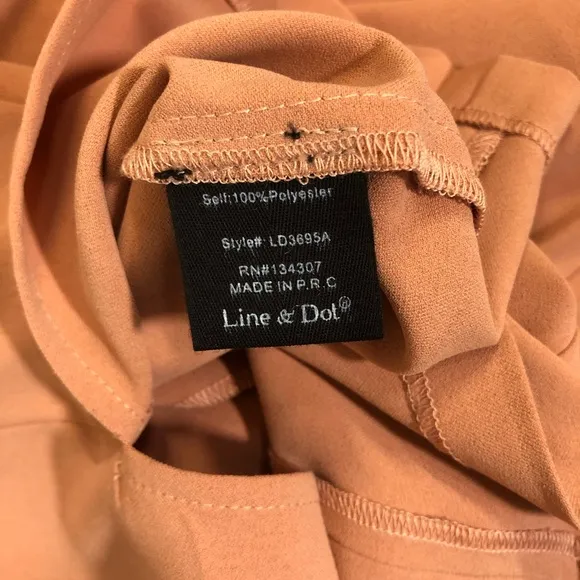 Self:100%Polyester
Style#: LD3695A
RN#134307
MADE IN P.R.C
Line & Dot®